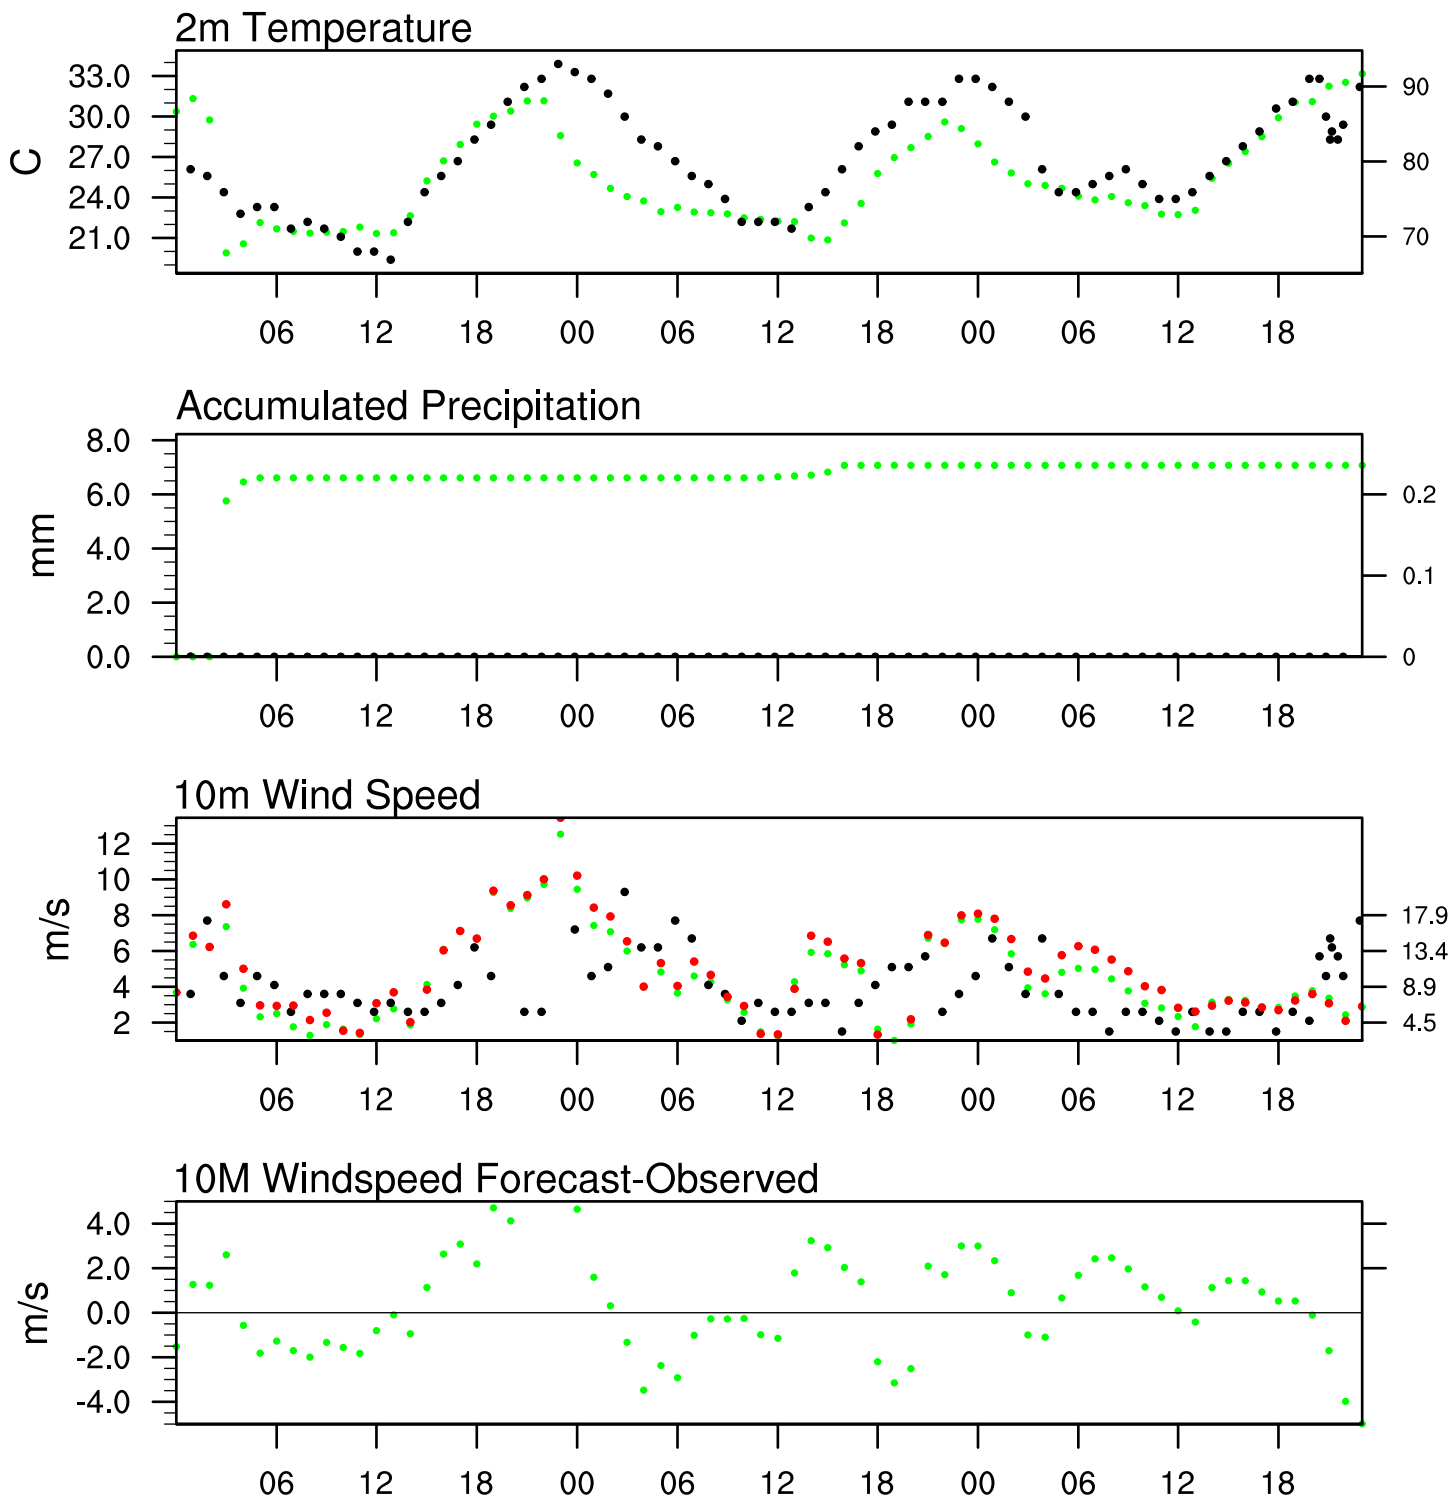 2m Temperature
33.0
30.0
27.0
24.0
21.0
C
90
80
70
06 12 18 00 06 12 18 00 06 12 18
Accumulated Precipitation
8.0
6.0
4.0
2.0
0.0
mm
0.2
0.1
0
06 12 18 00 06 12 18 00 06 12 18
10m Wind Speed
12
10
8
6
4
2
m/s
17.9
13.4
8.9
4.5
06 12 18 00 06 12 18 00 06 12 18
10M Windspeed Forecast-Observed
4.0
2.0
0.0
-2.0
-4.0
m/s
06 12 18 00 06 12 18 00 06 12 18